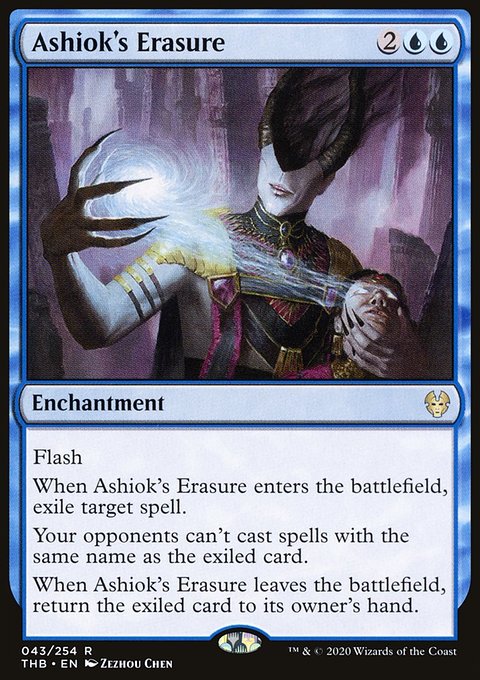 Ashiok's Erasure 2
Enchantment
Flash
When Ashiok's Erasure enters the battlefield,
exile target spell.
Your opponents can't cast spells with the
same name as the exiled card.
When Ashiok's Erasure leaves the battlefield,
return the exiled card to its owner's hand.
043/254 R
THB • EN Zezhou Chen
™ & © 2020 Wizards of the Coast